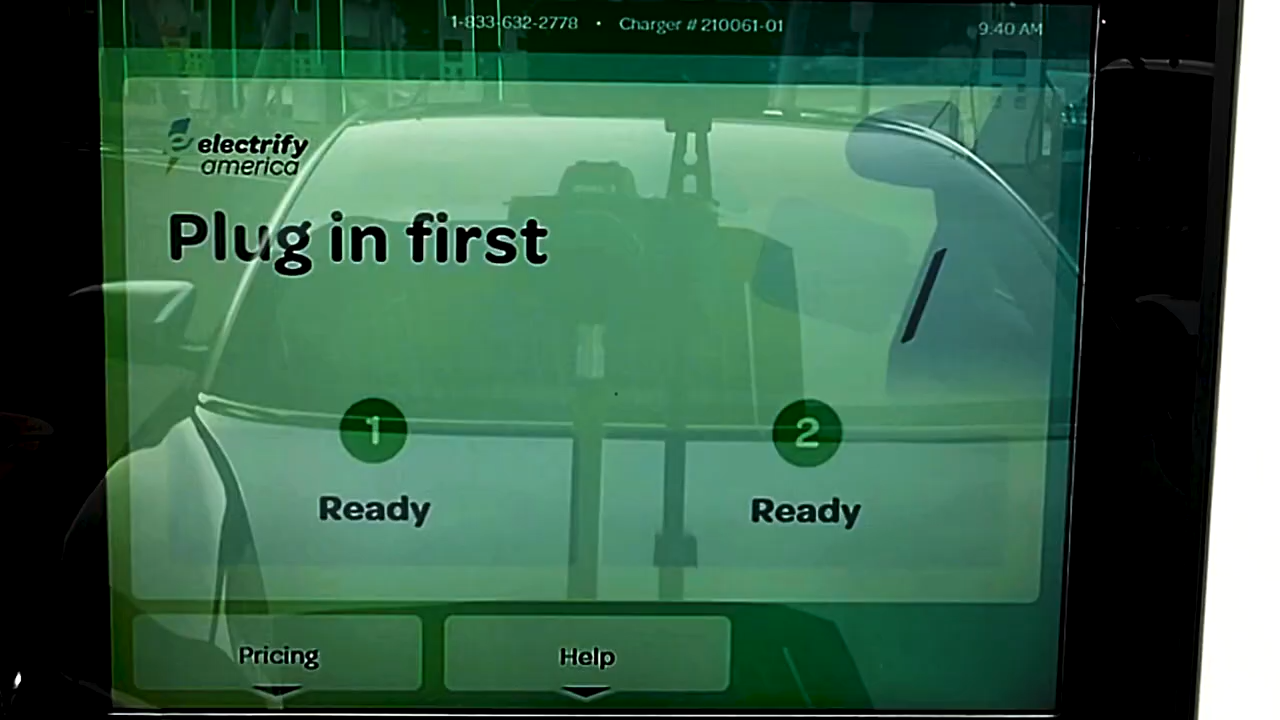 1-833-632-2778 • Charger # 210061-01
9:40 AM
electrify
america
Plug in first
1
2
Ready
Ready
Pricing
Help